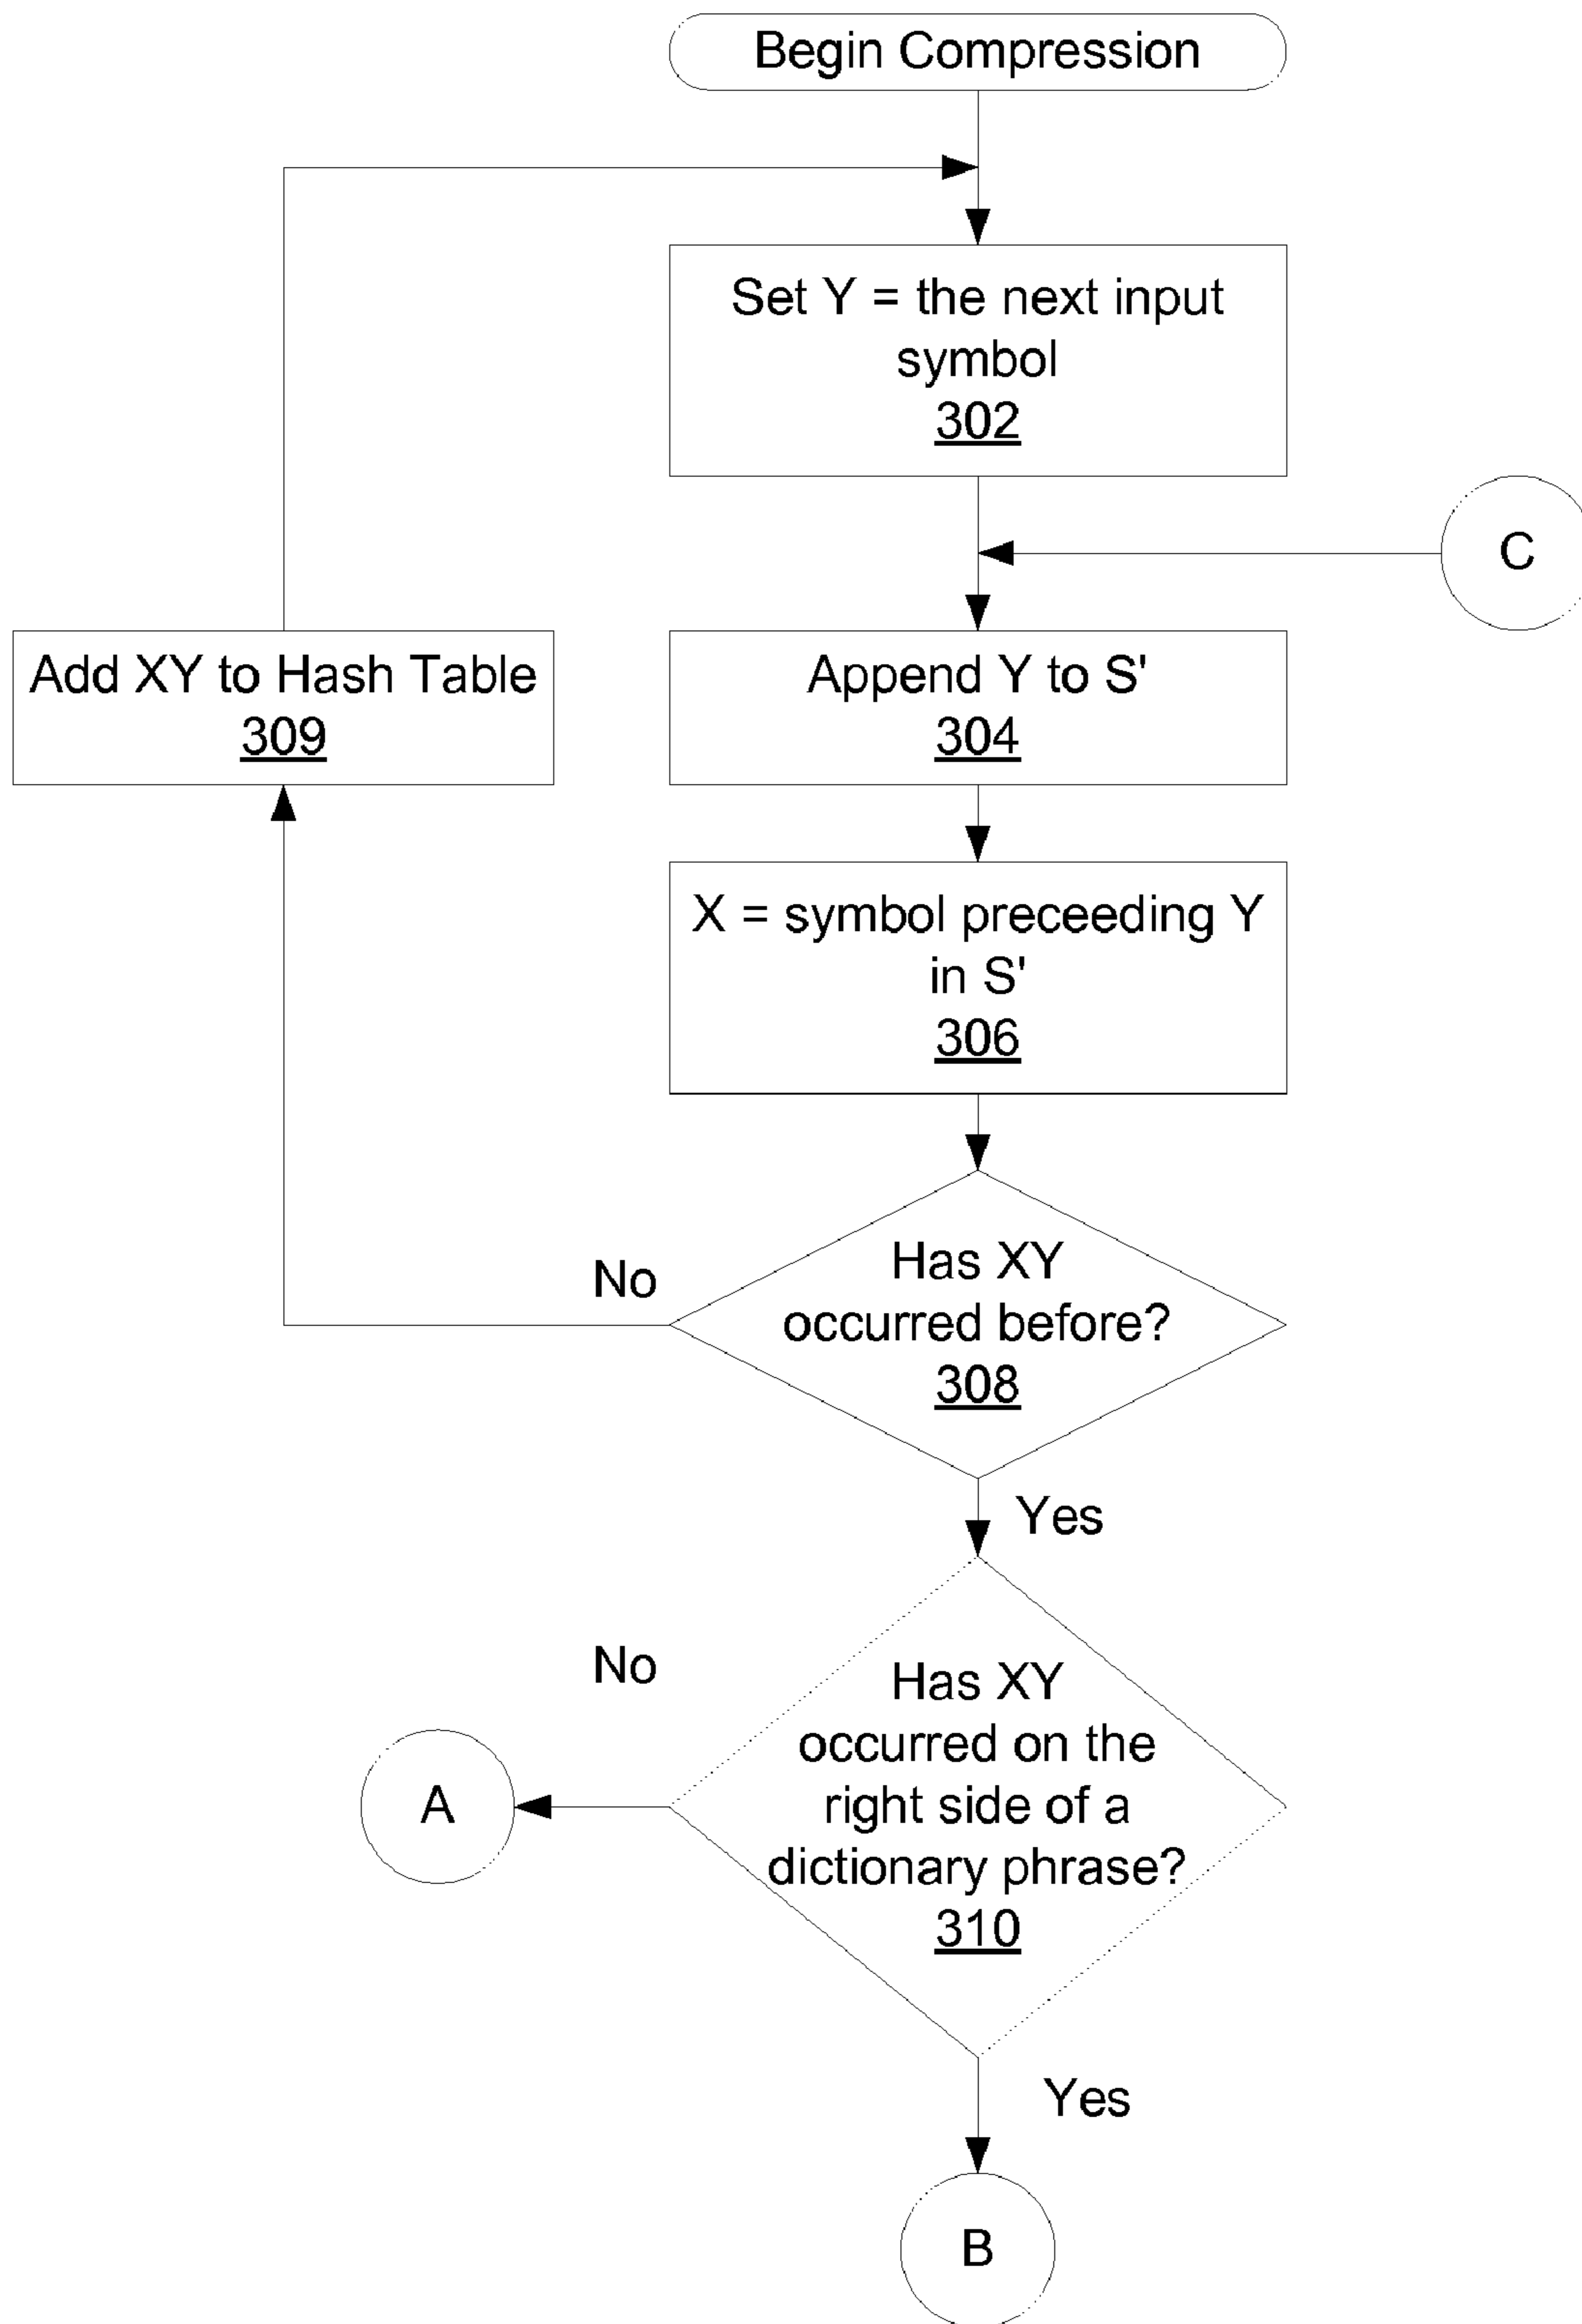 Begin Compression
Set Y = the next input
symbol
302
C
Add XY to Hash Table
309
Append Y to S'
304
X = symbol preceeding Y
in S'
306
No
Has XY
occurred before?
308
Yes
No
Has XY
occurred on the
right side of a
dictionary phrase?
310
A
Yes
B